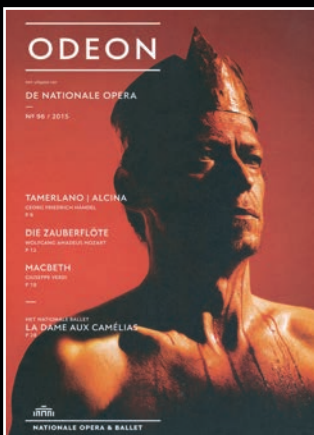 ODEON
DE NATIONALE OPERA
Nº 96 / 2015
TAMERLANO | ALCINA
GEORG FRIEDRICH HÄNDEL
P 8
DIE ZAUBERFLÖTE
WOLFGANG AMADEUS MOZART
MACBETH
GIUSEPPE VERDI
HET NATIONALE BALLET
LA DAME AUX CAMÉLIAS
NATIONALE OPERA & BALLET